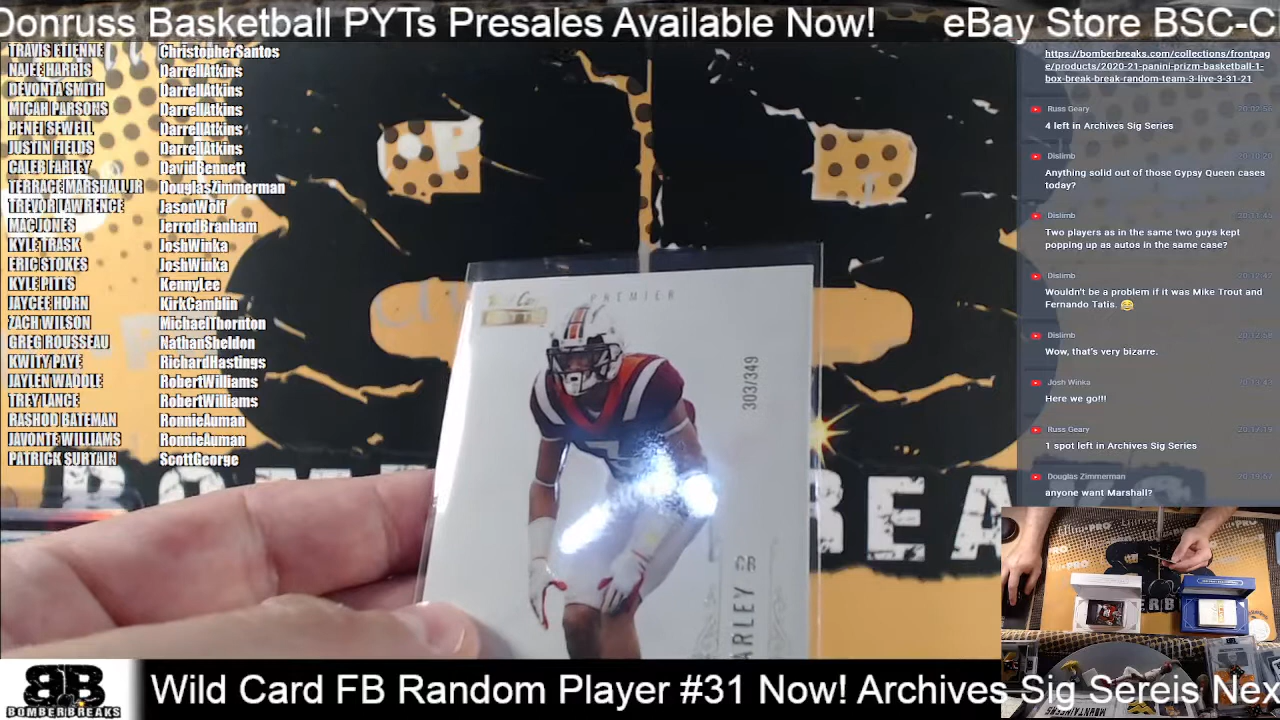 Donruss Basketball PYTs Presales Available Now! eBay Store BSC-C
TRAVIS ETIENNE ChristopherSantos
NAJEE HARRIS DarrellAtkins
DEVONTA SMITH DarrellAtkins
MICAH PARSONS DarrellAtkins
PENEI SEWELL DarrellAtkins
JUSTIN FIELDS DarrellAtkins
CALEB FARLEY DavidBennett
TERRACE MARSHALL JR DouglasZimmerman
TREVOR LAWRENCE JasonWolf
MAC JONES JerrodBranham
KYLE TRASK JoshWinka
ERIC STOKES JoshWinka
KYLE PITTS KennyLee
JAYCEE HORN KirkCamblin
ZACH WILSON MichaelThornton
GREG ROUSSEAU NathanSheldon
KWITY PAYE RichardHastings
JAYLEN WADDLE RobertWilliams
TREY LANCE RobertWilliams
RASHOD BATEMAN RonnieAuman
JAVONTE WILLIAMS RonnieAuman
PATRICK SURTAIN ScottGeorge
PREMIER
303/349
ARLEY CB
https://bomberbreaks.com/collections/frontpag
e/products/2020-21-panini-prizm-basketball-1-
box-break-break-random-team-3-live-3-31-21
Russ Geary
4 left in Archives Sig Series
Dislimb
Anything solid out of those Gypsy Queen cases
today?
Dislimb
Two players as in the same two guys kept
popping up as autos in the same case?
Dislimb
Wouldn't be a problem if it was Mike Trout and
Fernando Tatis. 😂
Dislimb
Wow, that's very bizarre.
Josh Winka
Here we go!!!
Russ Geary
1 spot left in Archives Sig Series
Douglas Zimmerman
anyone want Marshall?
BB
BOMBERBREAKS
Wild Card FB Random Player #31 Now! Archives Sig Sereis Nex